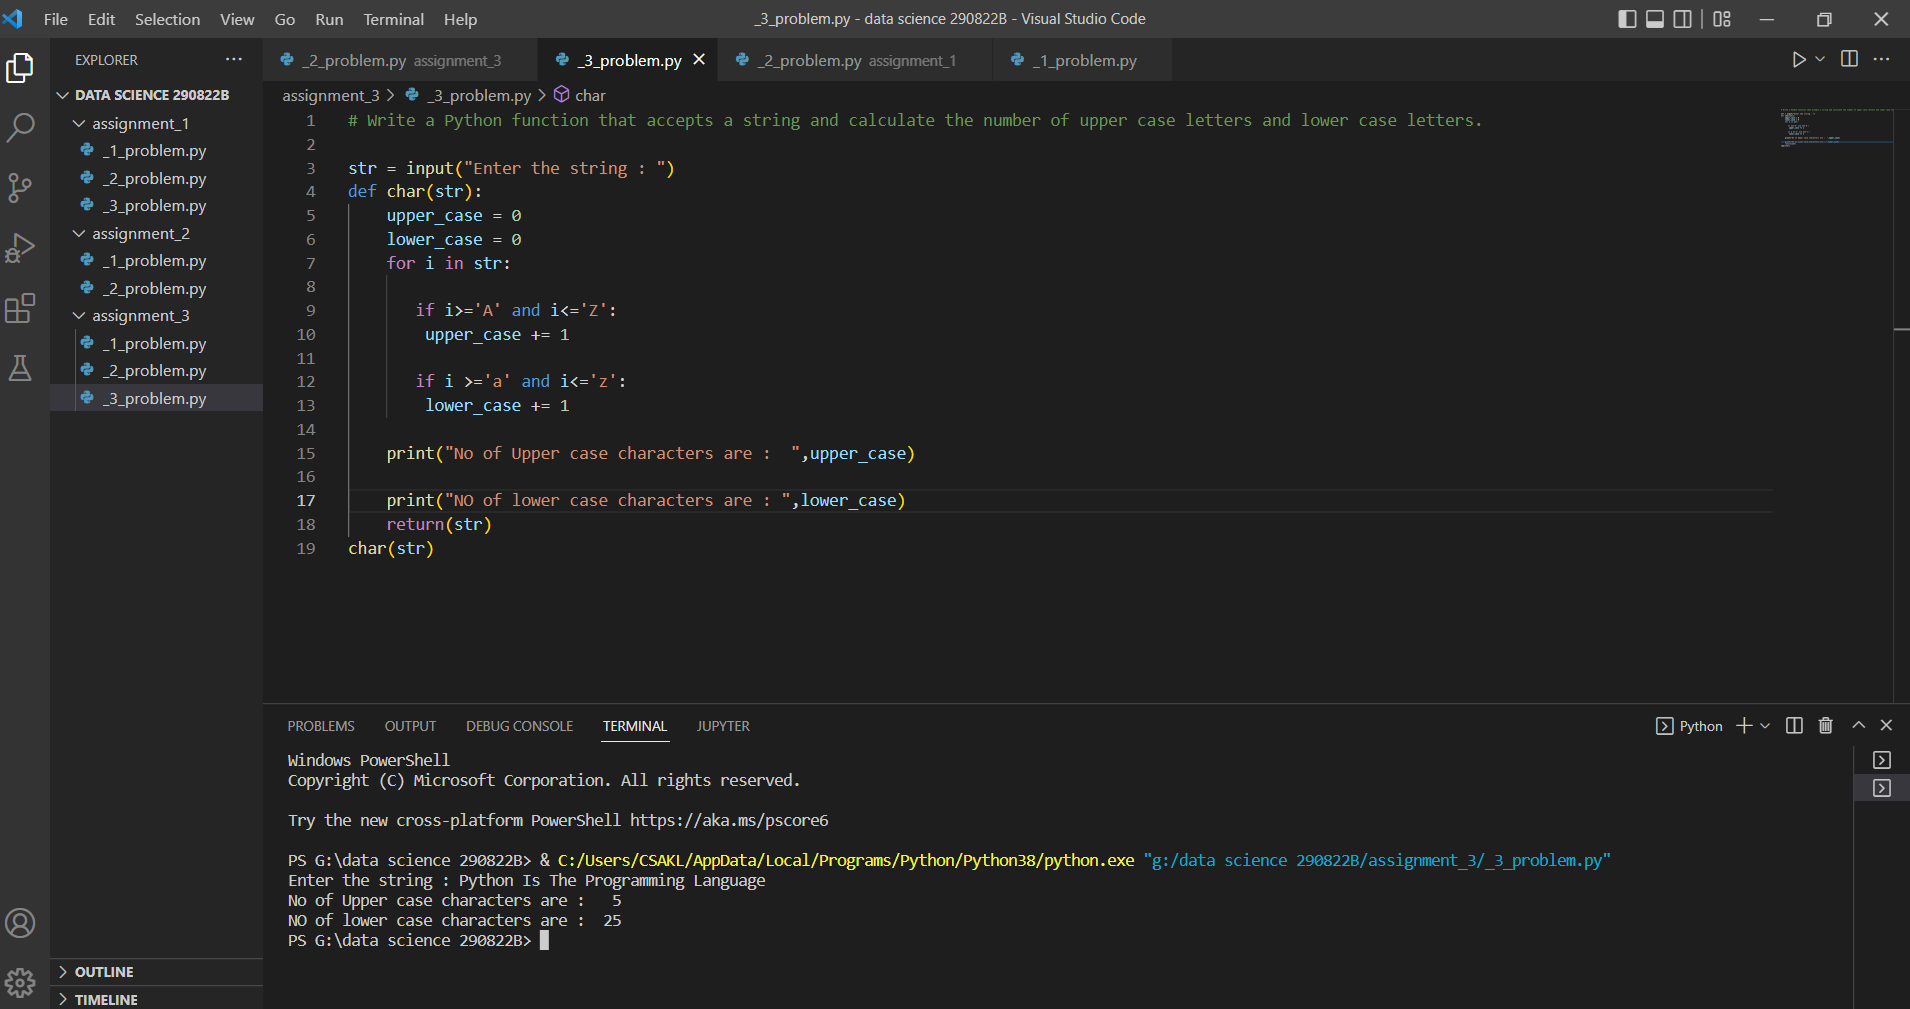 File Edit Selection View Go Run Terminal Help _3_problem.py - data science 290822B - Visual Studio Code
EXPLORER ···
_2_problem.py assignment_3 _3_problem.py _2_problem.py assignment_1 _1_problem.py
DATA SCIENCE 290822B
assignment_1
_1_problem.py
_2_problem.py
_3_problem.py
assignment_2
_1_problem.py
_2_problem.py
assignment_3
_1_problem.py
_2_problem.py
_3_problem.py
OUTLINE
TIMELINE
assignment_3 > _3_problem.py > char
1 # Write a Python function that accepts a string and calculate the number of upper case letters and lower case letters.
2
3 str = input("Enter the string : ")
4 def char(str):
5     upper_case = 0
6     lower_case = 0
7     for i in str:
8
9        if i>='A' and i<='Z':
10         upper_case += 1
11
12        if i >='a' and i<='z':
13         lower_case += 1
14
15     print("No of Upper case characters are :  ",upper_case)
16
17     print("NO of lower case characters are : ",lower_case)
18     return(str)
19 char(str)
PROBLEMS OUTPUT DEBUG CONSOLE TERMINAL JUPYTER Python
Windows PowerShell
Copyright (C) Microsoft Corporation. All rights reserved.
Try the new cross-platform PowerShell https://aka.ms/pscore6
PS G:\data science 290822B> & C:/Users/CSAKL/AppData/Local/Programs/Python/Python38/python.exe "g:/data science 290822B/assignment_3/_3_problem.py"
Enter the string : Python Is The Programming Language
No of Upper case characters are :   5
NO of lower case characters are :  25
PS G:\data science 290822B>